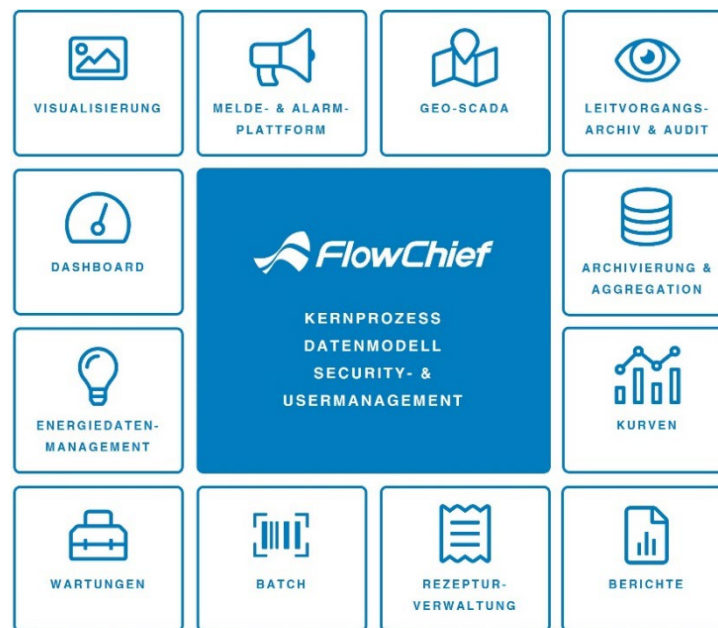 VISUALISIERUNG
MELDE- & ALARM-
PLATTFORM
GEO-SCADA
LEITVORGANGS-
ARCHIV & AUDIT
DASHBOARD
FlowChief
KERNPROZESS
DATENMODELL
SECURITY- &
USERMANAGEMENT
ARCHIVIERUNG &
AGGREGATION
ENERGIEDATEN-
MANAGEMENT
KURVEN
WARTUNGEN
BATCH
REZEPTUR-
VERWALTUNG
BERICHTE